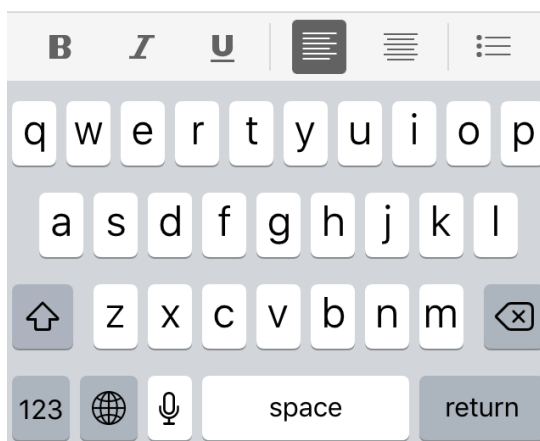 B I U
q w e r t y u i o p
a s d f g h j k l
z x c v b n m
123 space return